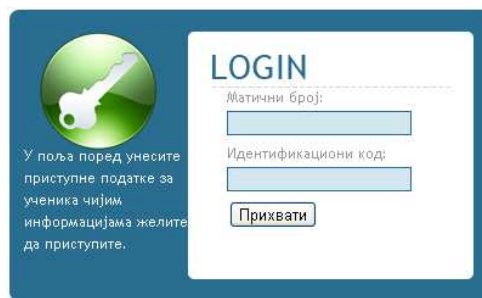 LOGIN
Матични број:
Идентификациони код:
Прихвати
У поља поред унесите
приступне податке за
ученика чијим
информацијама желите
да приступите.